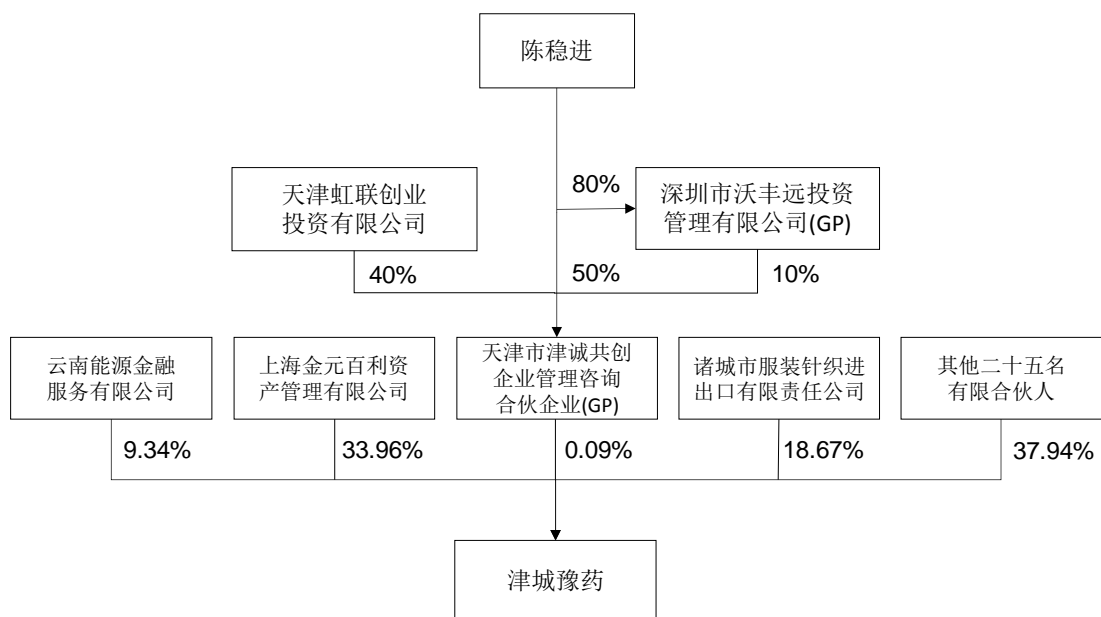 陈稳进
天津虹联创业
投资有限公司
80%
深圳市沃丰远投资
管理有限公司(GP)
40%
50%
10%
云南能源金融
服务有限公司
上海金元百利资
产管理有限公司
天津市津诚共创
企业管理咨询
合伙企业(GP)
诸城市服装针织进
出口有限责任公司
其他二十五名
有限合伙人
9.34%
33.96%
0.09%
18.67%
37.94%
津城豫药